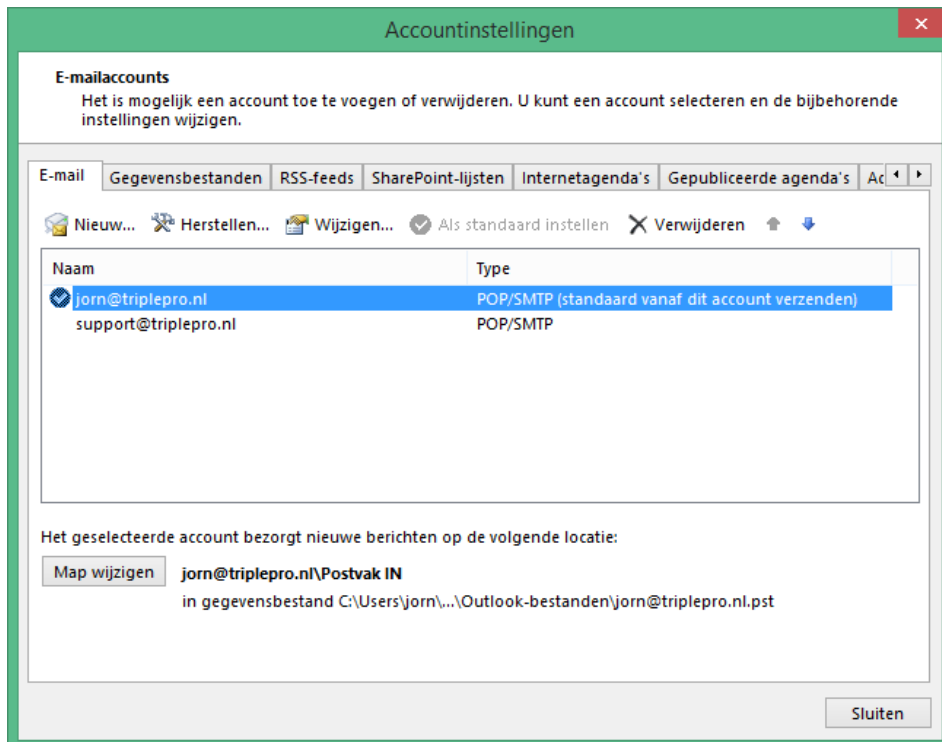 Accountinstellingen
E-mailaccounts
Het is mogelijk een account toe te voegen of verwijderen. U kunt een account selecteren en de bijbehorende
instellingen wijzigen.
E-mail Gegevensbestanden RSS-feeds SharePoint-lijsten Internetagenda's Gepubliceerde agenda's
Nieuw... Herstellen... Wijzigen... Als standaard instellen Verwijderen
Naam Type
jorn@triplepro.nl POP/SMTP (standaard vanaf dit account verzenden)
support@triplepro.nl POP/SMTP
Het geselecteerde account bezorgt nieuwe berichten op de volgende locatie:
Map wijzigen jorn@triplepro.nl\Postvak IN
in gegevensbestand C:\Users\jorn\...\Outlook-bestanden\jorn@triplepro.nl.pst
Sluiten